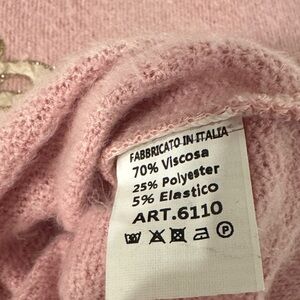 FABBRICATO IN ITALIA
70% Viscosa
25% Polyester
5% Elastico
ART.6110